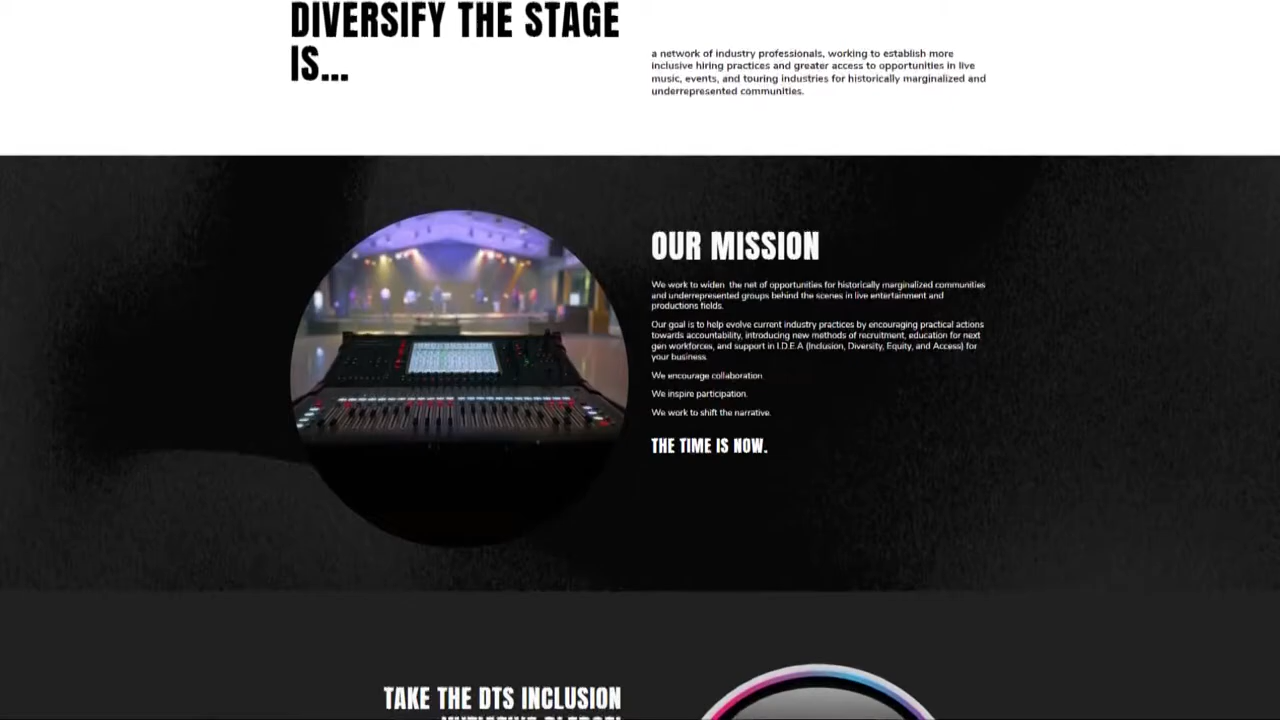 DIVERSIFY THE STAGE
IS...
a network of industry professionals, working to establish more
inclusive hiring practices and greater access to opportunities in live
music, events, and touring industries for historically marginalized and
underrepresented communities.
OUR MISSION
We work to widen the net of opportunities for historically marginalized communities
and underrepresented groups behind the scenes in live entertainment and
productions fields.
Our goal is to help evolve current industry practices by encouraging practical actions
towards accountability, introducing new methods of recruitment, education for next
gen workforces, and support in I.D.E.A (Inclusion, Diversity, Equity, and Access) for
your business.
We encourage collaboration.
We inspire participation.
We work to shift the narrative.
THE TIME IS NOW.
TAKE THE DTS INCLUSION